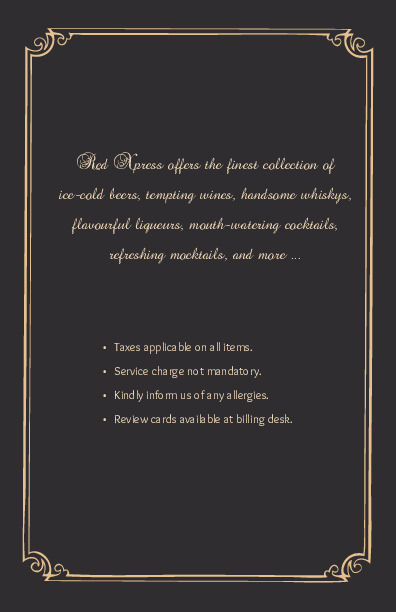 Red Xpress offers the finest collection of
ice-cold beers, tempting wines, handsome whiskys,
flavourful liqueurs, mouth-watering cocktails,
refreshing mocktails, and more ...
• Taxes applicable on all items.
• Service charge not mandatory.
• Kindly inform us of any allergies.
• Review cards available at billing desk.